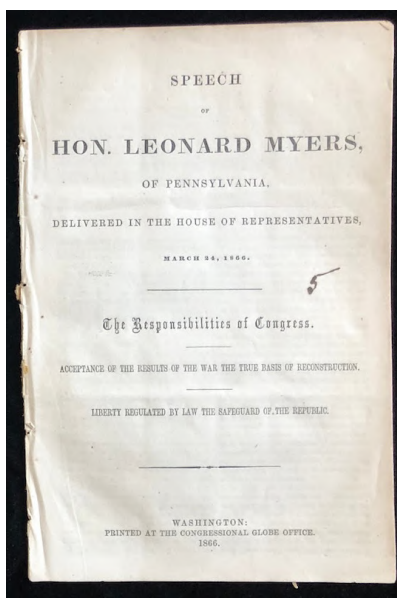 SPEECH
OF
HON. LEONARD MYERS,
OF PENNSYLVANIA,
DELIVERED IN THE HOUSE OF REPRESENTATIVES,
MARCH 24, 1866.
5
The Responsibilities of Congress.
ACCEPTANCE OF THE RESULTS OF THE WAR THE TRUE BASIS OF RECONSTRUCTION.
LIBERTY REGULATED BY LAW THE SAFEGUARD OF THE REPUBLIC.
WASHINGTON:
PRINTED AT THE CONGRESSIONAL GLOBE OFFICE.
1866.